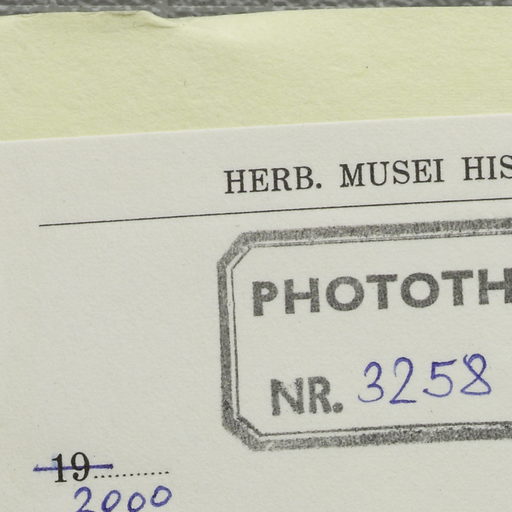 HERB. MUSEI HIS
PHOTOTH
NR. 3258
19
2000